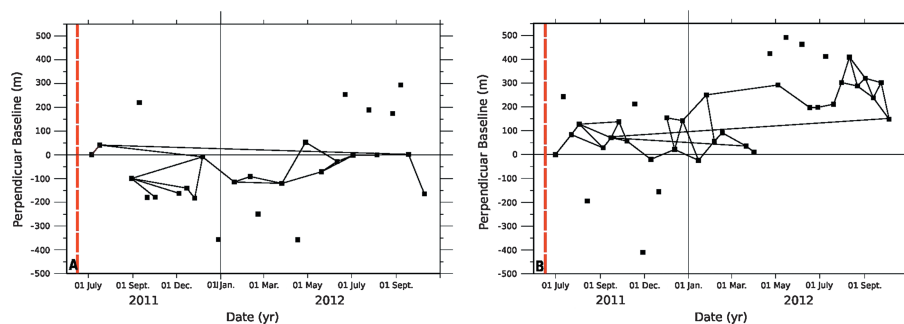 500
400
300
200
100
0
-100
-200
-300
-400
-500
Perpendicuar Baseline (m)
A
01 July
01 Sept.
01 Dec.
01 Jan.
01 Mar.
01 May
01 July
01 Sept.
2011
2012
Date (yr)
500
400
300
200
100
0
-100
-200
-300
-400
-500
Perpendicuar Baseline (m)
B
01 July
01 Sept.
01 Dec.
01 Jan.
01 Mar.
01 May
01 July
01 Sept.
2011
2012
Date (yr)